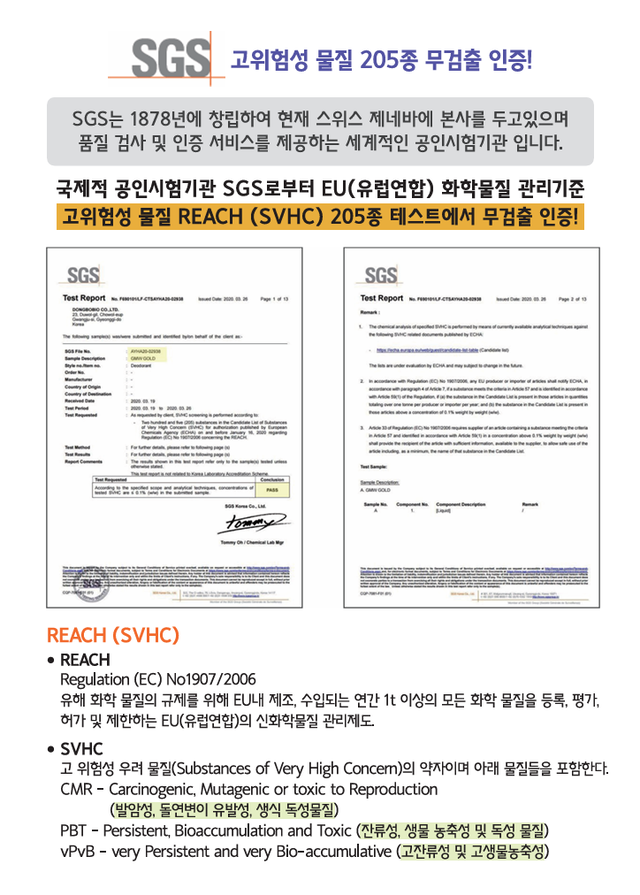 SGS 고위험성 물질 205종 무검출 인증!
SGS는 1878년에 창립하여 현재 스위스 제네바에 본사를 두고있으며
품질 검사 및 인증 서비스를 제공하는 세계적인 공인시험기관 입니다.
국제적 공인시험기관 SGS로부터 EU(유럽연합) 화학물질 관리기준
고위험성 물질 REACH (SVHC) 205종 테스트에서 무검출 인증!
SGS
Test Report No. F690101/LF-CTSAYHA20-02938 Issued Date: 2020. 03. 26 Page 1 of 13
DONGBOBIO CO.,LTD.
Korea
The following sample(s) was/were submitted and identified by/on behalf of the client as:-
SGS File No. : AYHA20-02938
Sample Description : GMW GOLD
Style no./Item no. : Deodorant
Order No. : -
Manufacturer : -
Country of Origin : -
Country of Destination : -
Received Date : 2020. 03. 19
Test Period : 2020. 03. 19 to 2020. 03. 26
Test Requested : As requested by client, SVHC screening is performed according to:
- Two hundred and five (205) substances in the Candidate List of Substances
of Very High Concern (SVHC) for authorization published by European
Chemicals Agency (ECHA) on and before January 16, 2020 regarding
Regulation (EC) No 1907/2006 concerning the REACH.
Test Method : For further details, please refer to following page (s)
Test Results : For further details, please refer to following page (s)
Report Comments : The results shown in this test report refer only to the sample(s) tested unless
otherwise stated.
This test report is not related to Korea Laboratory Accreditation Scheme.
Test Requested Conclusion
According to the specified scope and analytical techniques, concentrations of
tested SVHC are ≤ 0.1% (w/w) in the submitted sample. PASS
SGS Korea Co., Ltd.
Tommy Oh / Chemical Lab Mgr
SGS
SGS
Test Report No. F690101/LF-CTSAYHA20-02938 Issued Date: 2020. 03. 26 Page 2 of 13
Remark :
1. The chemical analysis of specified SVHC is performed by means of currently available analytical techniques against
the following SVHC related documents published by ECHA:
(Candidate list)
The lists are under evaluation by ECHA and may subject to change in the future.
2. In accordance with Regulation (EC) No 1907/2006, any EU producer or importer of articles shall notify ECHA, in
accordance with paragraph 4 of Article 7, if a substance meets the criteria in Article 57 and is identified in accordance
with Article 59(1) of the Regulation, if (a) the substance in the Candidate List is present in those articles in quantities
totaling over one tonne per producer or importer per year; and (b) the substance in the Candidate List is present in
those articles above a concentration of 0.1% weight by weight (w/w).
3. Article 33 of Regulation (EC) No 1907/2006 requires supplier of an article containing a substance meeting the criteria
in Article 57 and identified in accordance with Article 59(1) in a concentration above 0.1% weight by weight (w/w)
shall provide the recipient of the article with sufficient information, available to the supplier, to allow safe use of the
article including, as a minimum, the name of that substance in the Candidate List.
Test Sample:
Sample Description:
A. GMW GOLD
Sample No. Component No. Component Description Remark
A 1. [Liquid] /
REACH (SVHC)
• REACH
Regulation (EC) No1907/2006
유해 화학 물질의 규제를 위해 EU내 제조, 수입되는 연간 1t 이상의 모든 화학 물질을 등록, 평가,
허가 및 제한하는 EU(유럽연합)의 신화학물질 관리제도.
• SVHC
고 위험성 우려 물질(Substances of Very High Concern)의 약자이며 아래 물질들을 포함한다.
CMR – Carcinogenic, Mutagenic or toxic to Reproduction
(발암성, 돌연변이 유발성, 생식 독성물질)
PBT – Persistent, Bioaccumulation and Toxic (잔류성, 생물 농축성 및 독성 물질)
vPvB – very Persistent and very Bio-accumulative (고잔류성 및 고생물농축성)